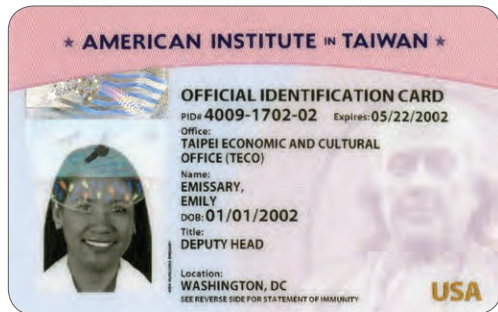 ★ AMERICAN INSTITUTE IN TAIWAN ★
OFFICIAL IDENTIFICATION CARD
PID# 4009-1702-02 Expires: 05/22/2002
Office:
TAIPEI ECONOMIC AND CULTURAL
OFFICE (TECO)
Name:
EMISSARY,
EMILY
DOB: 01/01/2002
Title:
DEPUTY HEAD
Location:
WASHINGTON, DC
SEE REVERSE SIDE FOR STATEMENT OF IMMUNITY
USA